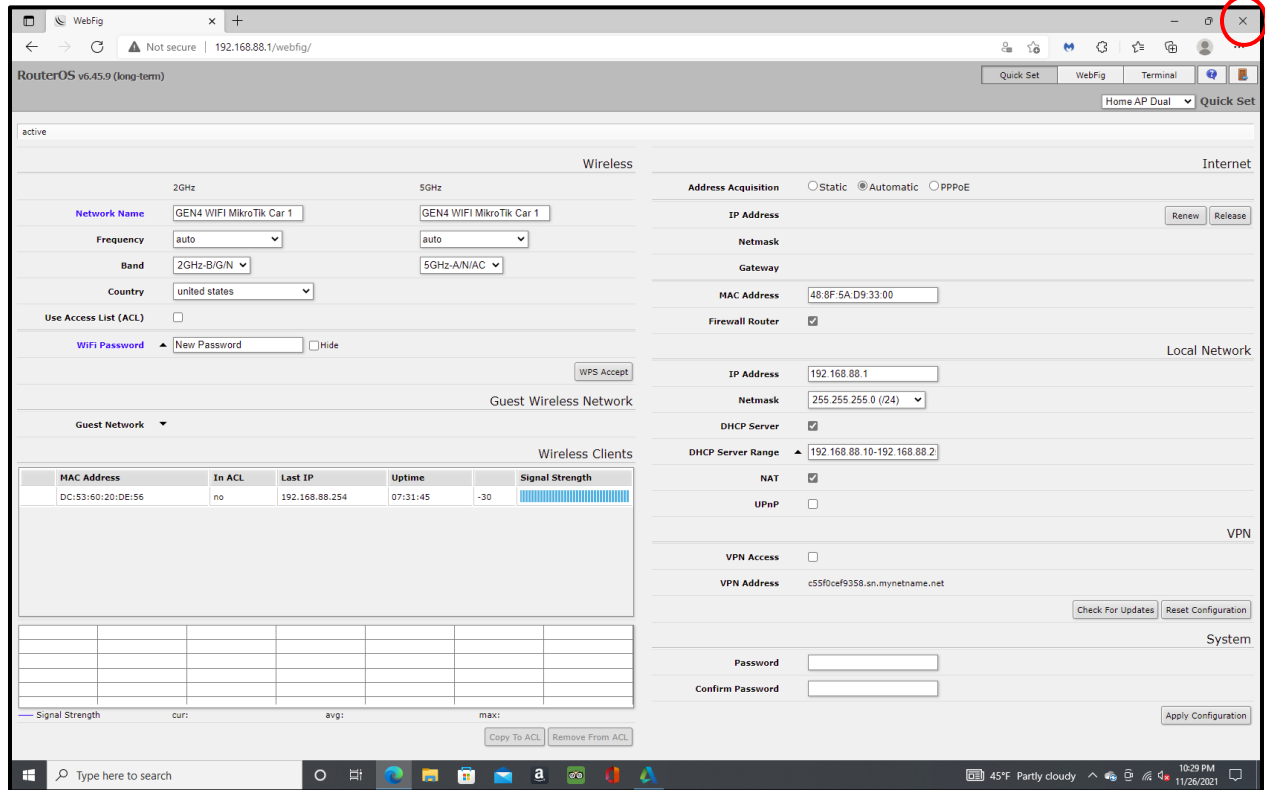 WebFig
Not secure | 192.168.88.1/webfig/
RouterOS v6.45.9 (long-term)
Quick Set WebFig Terminal
Home AP Dual Quick Set
active
Wireless
2GHz 5GHz
Network Name GEN4 WIFI MikroTik Car 1 GEN4 WIFI MikroTik Car 1
Frequency auto auto
Band 2GHz-B/G/N 5GHz-A/N/AC
Country united states
Use Access List (ACL)
WiFi Password New Password Hide
WPS Accept
Guest Wireless Network
Guest Network
Wireless Clients
MAC Address In ACL Last IP Uptime Signal Strength
DC:53:60:20:DE:56 no 192.168.88.254 07:31:45 -30
Signal Strength cur: avg: max:
Copy To ACL Remove From ACL
Internet
Address Acquisition Static Automatic PPPoE
IP Address Renew Release
Netmask
Gateway
MAC Address 48:8F:5A:D9:33:00
Firewall Router
Local Network
IP Address 192.168.88.1
Netmask 255.255.255.0 (/24)
DHCP Server
DHCP Server Range 192.168.88.10-192.168.88.2
NAT
UPnP
VPN
VPN Access
VPN Address c55f0cef9358.sn.mynetname.net
Check For Updates Reset Configuration
System
Password
Confirm Password
Apply Configuration
Type here to search
45°F Partly cloudy
10:29 PM
11/26/2021